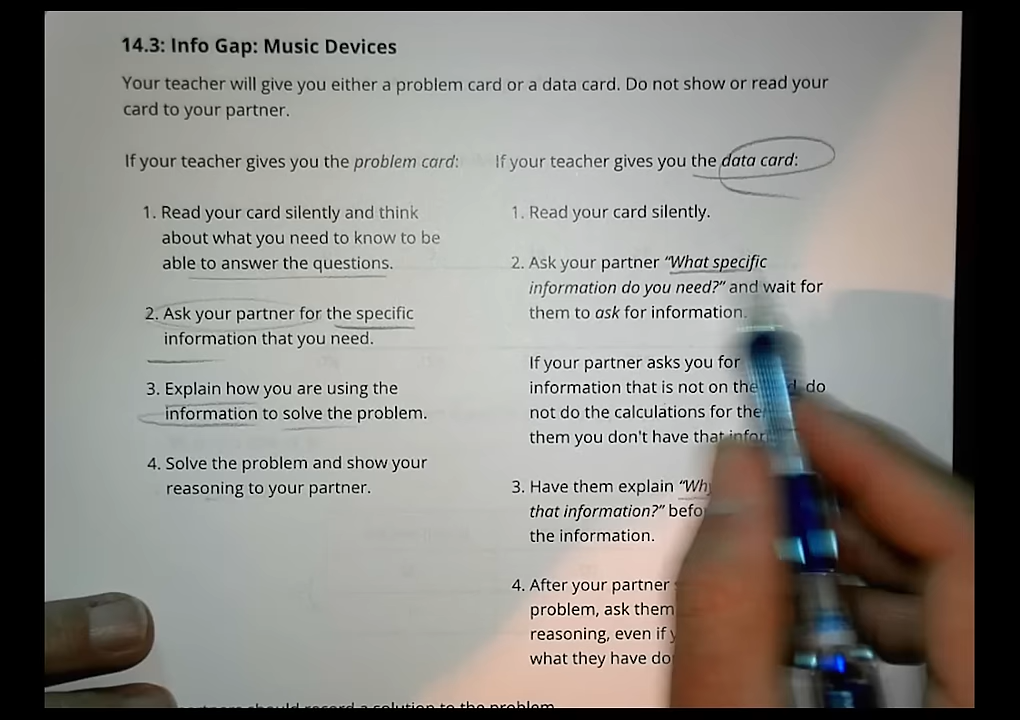 14.3: Info Gap: Music Devices
Your teacher will give you either a problem card or a data card. Do not show or read your
card to your partner.
If your teacher gives you the problem card:
1. Read your card silently and think
about what you need to know to be
able to answer the questions.
2. Ask your partner for the specific
information that you need.
3. Explain how you are using the
information to solve the problem.
4. Solve the problem and show your
reasoning to your partner.
If your teacher gives you the data card:
1. Read your card silently.
2. Ask your partner “What specific
information do you need?” and wait for
them to ask for information.
If your partner asks you for
information that is not on the do
not do the calculations for
them you don't have that
3. Have them explain
that information?”
the information.
4. After your partner
problem, ask them
reasoning, even if
what they have
should record a solution to the problem